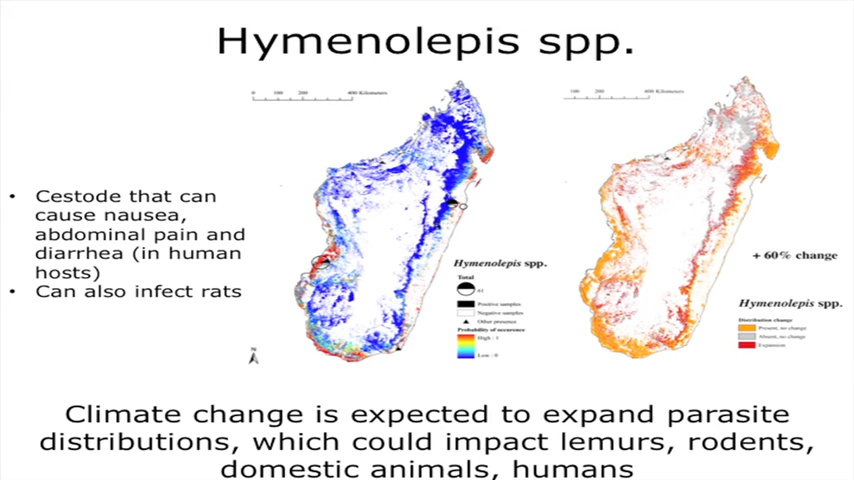 Hymenolepis spp.
0 100 200 400 Kilometers
100 200 400 Kilometers
• Cestode that can
cause nausea,
abdominal pain and
diarrhea (in human
hosts)
• Can also infect rats
N
Hymenolepis spp.
Total
61
Positive samples
Negative samples
Other presence
Probability of occurence
High : 1
Low : 0
+ 60% change
Hymenolepis spp.
Distribution change
Present, no change
Absent, no change
Expansion
Climate change is expected to expand parasite
distributions, which could impact lemurs, rodents,
domestic animals, humans